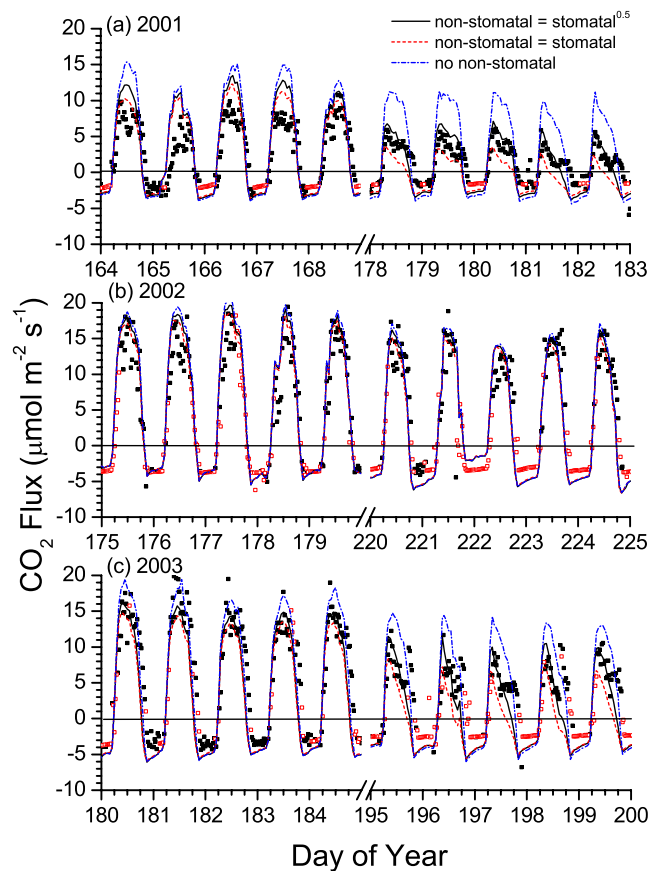 (a) 2001
non-stomatal = stomatal^0.5
non-stomatal = stomatal
no non-stomatal
20
15
10
5
0
-5
-10
164 165 166 167 168 178 179 180 181 182 183
(b) 2002
20
15
10
5
0
-5
-10
175 176 177 178 179 220 221 222 223 224 225
(c) 2003
20
15
10
5
0
-5
-10
180 181 182 183 184 195 196 197 198 199 200
CO₂ Flux (μmol m⁻² s⁻¹)
Day of Year